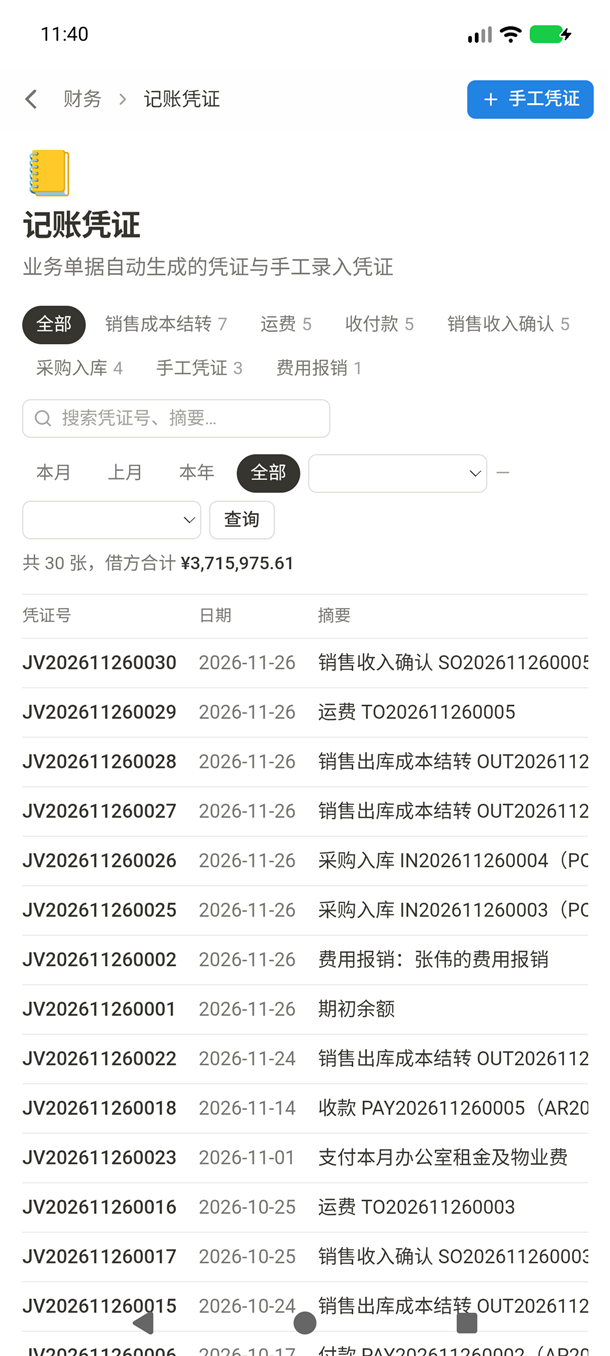 11:40
财务 > 记账凭证
+ 手工凭证
记账凭证
业务单据自动生成的凭证与手工录入凭证
全部 销售成本结转 7 运费 5 收付款 5 销售收入确认 5
采购入库 4 手工凭证 3 费用报销 1
搜索凭证号、摘要...
本月 上月 本年 全部 —
查询
共 30 张，借方合计 ¥3,715,975.61
凭证号 日期 摘要
JV202611260030 2026-11-26 销售收入确认 SO202611260005
JV202611260029 2026-11-26 运费 TO202611260005
JV202611260028 2026-11-26 销售出库成本结转 OUT2026112
JV202611260027 2026-11-26 销售出库成本结转 OUT2026112
JV202611260026 2026-11-26 采购入库 IN202611260004（PO
JV202611260025 2026-11-26 采购入库 IN202611260003（PO
JV202611260002 2026-11-26 费用报销：张伟的费用报销
JV202611260001 2026-11-26 期初余额
JV202611260022 2026-11-24 销售出库成本结转 OUT2026112
JV202611260018 2026-11-14 收款 PAY202611260005（AR20
JV202611260023 2026-11-01 支付本月办公室租金及物业费
JV202611260016 2026-10-25 运费 TO202611260003
JV202611260017 2026-10-25 销售收入确认 SO202611260003
JV202611260015 2026-10-24 销售出库成本结转 OUT2026112
JV202611260006 2026-10-17 付款 PAY202611260002（AP20